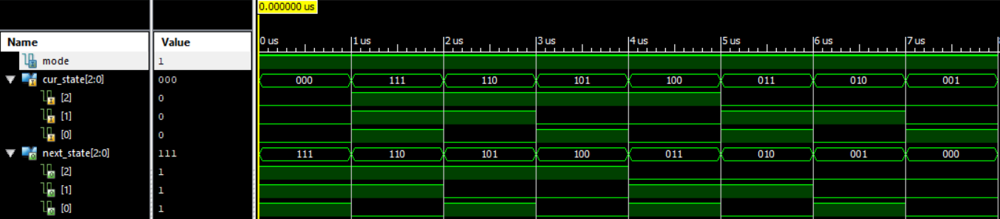 0.000000 us
Name Value
0 us 1 us 2 us 3 us 4 us 5 us 6 us 7 us
mode 1
cur_state[2:0] 000 000 111 110 101 100 011 010 001
[2] 0
[1] 0
[0] 0
next_state[2:0] 111 111 110 101 100 011 010 001 000
[2] 1
[1] 1
[0] 1